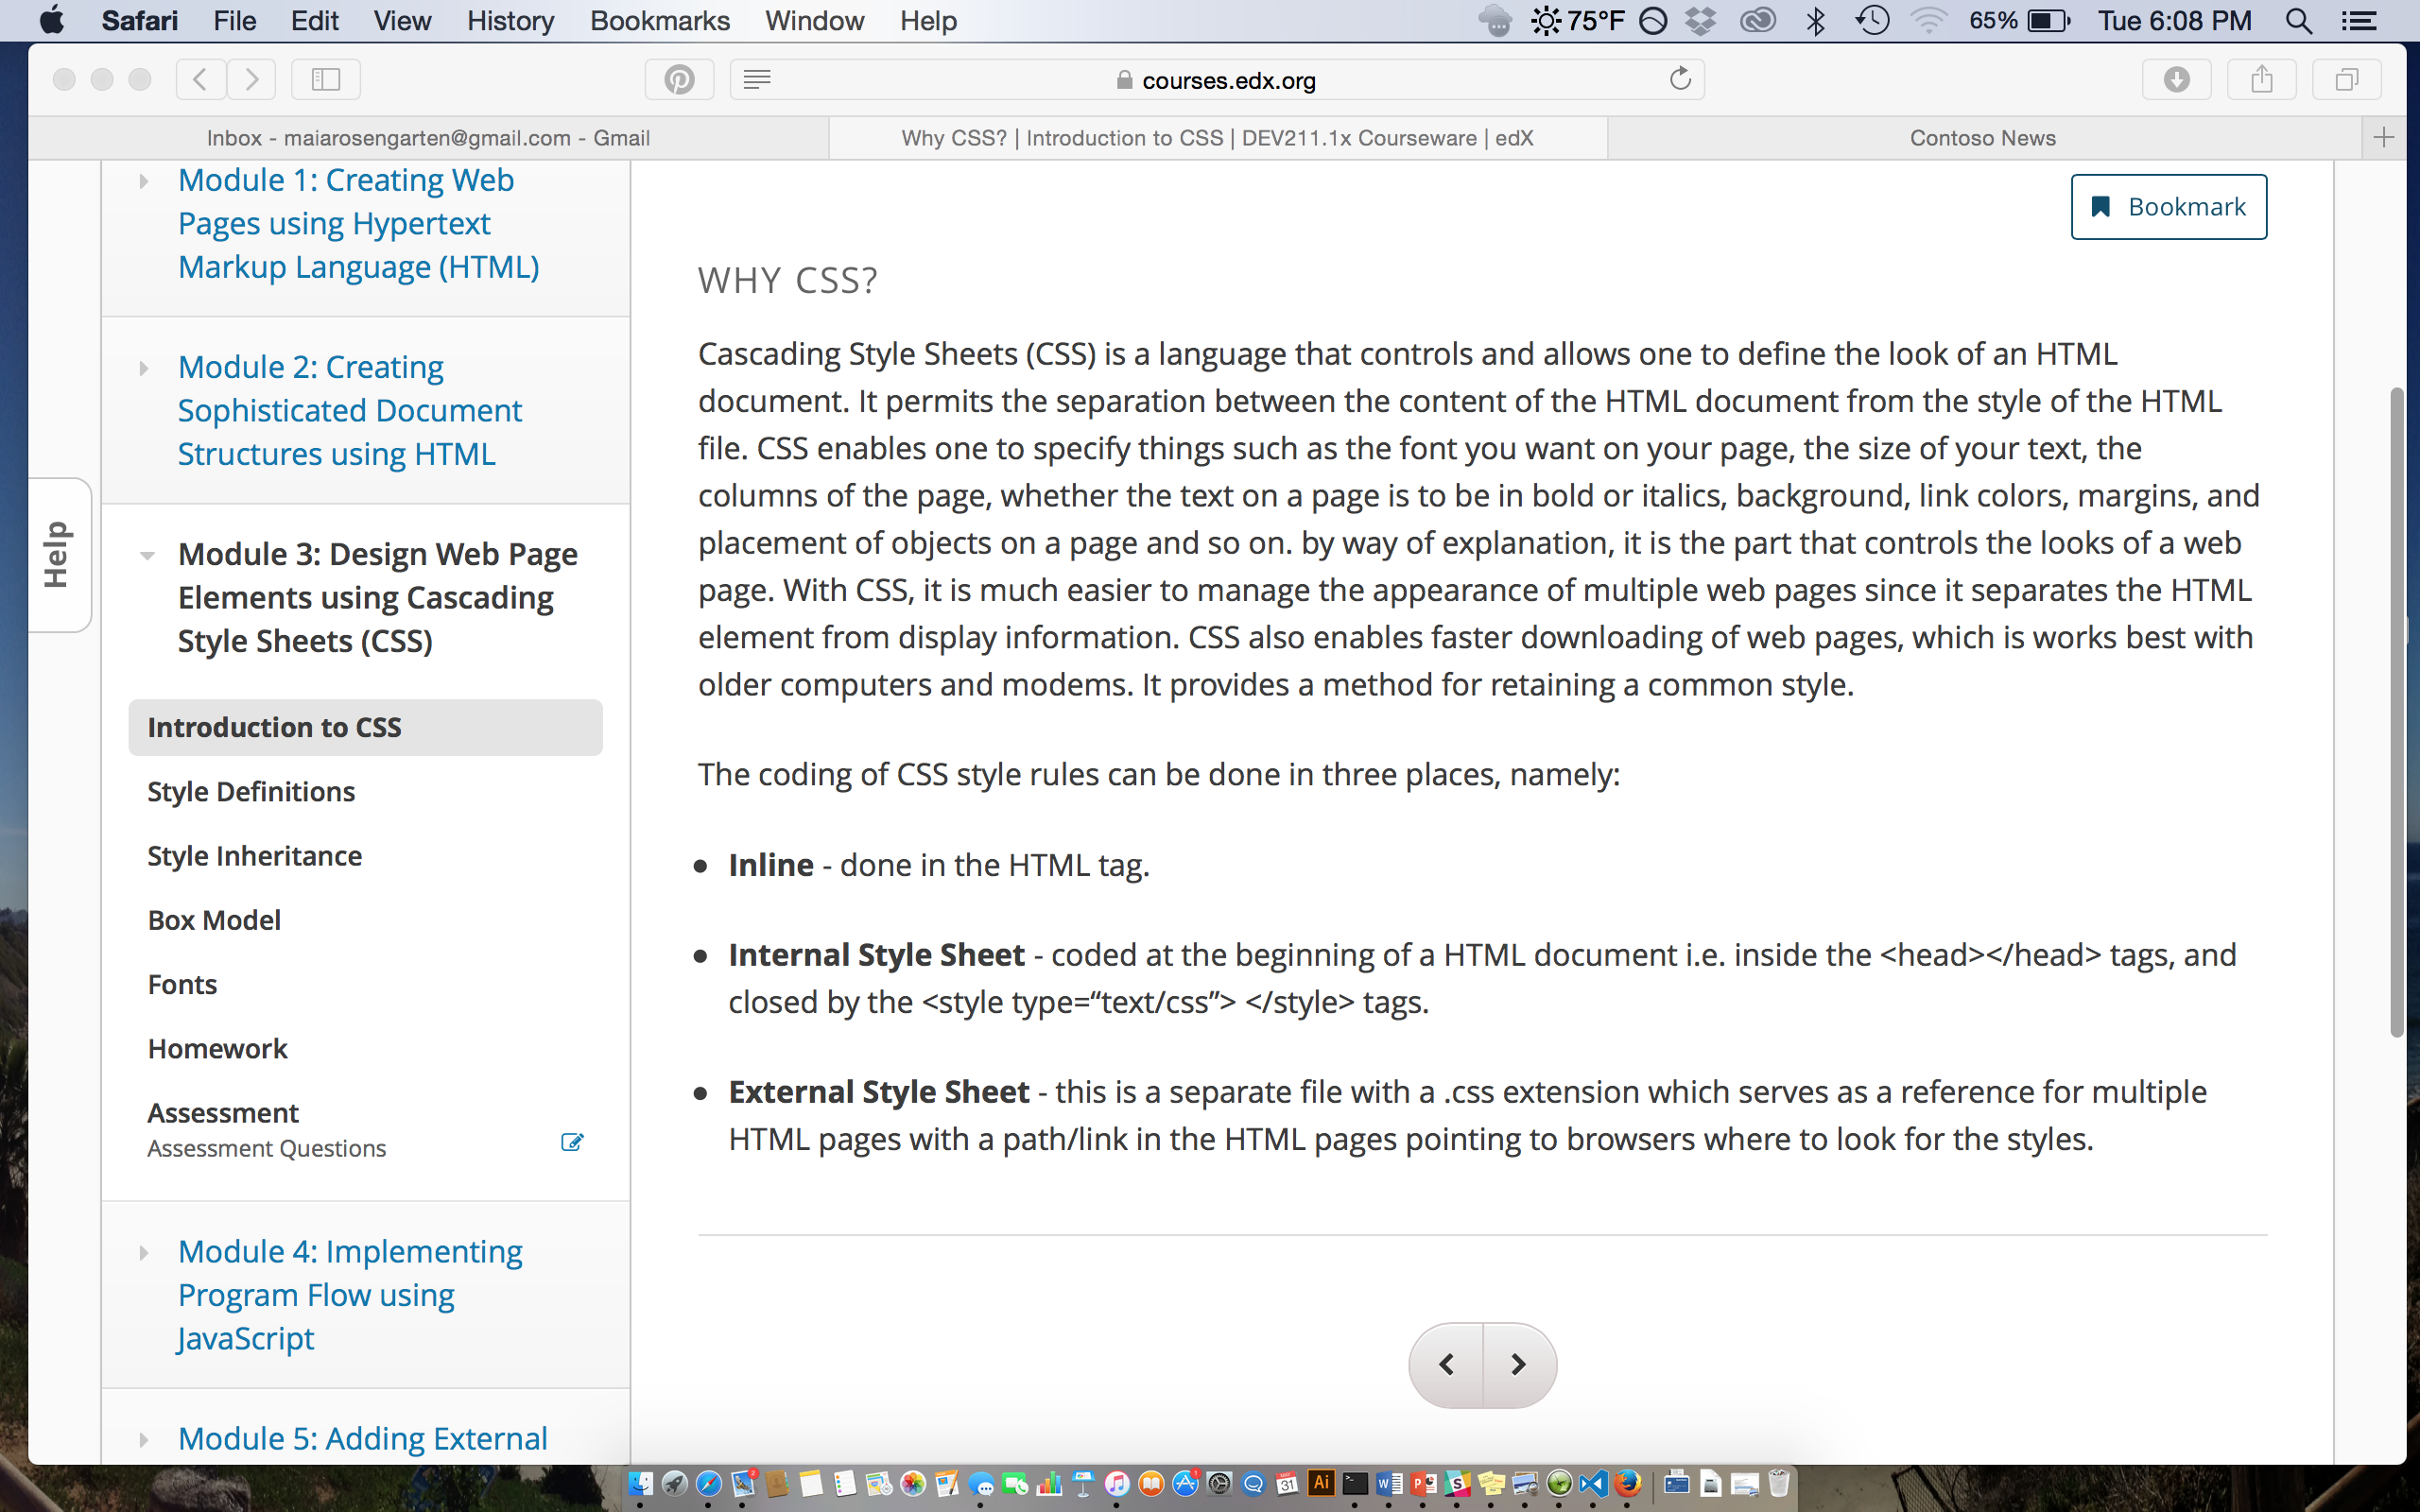 Safari File Edit View History Bookmarks Window Help 75°F 65% Tue 6:08 PM
courses.edx.org
Inbox - maiarosengarten@gmail.com - Gmail
Why CSS? | Introduction to CSS | DEV211.1x Courseware | edX
Contoso News
Help
Module 1: Creating Web
Pages using Hypertext
Markup Language (HTML)
Module 2: Creating
Sophisticated Document
Structures using HTML
Module 3: Design Web Page
Elements using Cascading
Style Sheets (CSS)
Introduction to CSS
Style Definitions
Style Inheritance
Box Model
Fonts
Homework
Assessment
Assessment Questions
Module 4: Implementing
Program Flow using
JavaScript
Module 5: Adding External
Bookmark
WHY CSS?
Cascading Style Sheets (CSS) is a language that controls and allows one to define the look of an HTML
document. It permits the separation between the content of the HTML document from the style of the HTML
file. CSS enables one to specify things such as the font you want on your page, the size of your text, the
columns of the page, whether the text on a page is to be in bold or italics, background, link colors, margins, and
placement of objects on a page and so on. by way of explanation, it is the part that controls the looks of a web
page. With CSS, it is much easier to manage the appearance of multiple web pages since it separates the HTML
element from display information. CSS also enables faster downloading of web pages, which is works best with
older computers and modems. It provides a method for retaining a common style.
The coding of CSS style rules can be done in three places, namely:
• Inline - done in the HTML tag.
• Internal Style Sheet - coded at the beginning of a HTML document i.e. inside the <head></head> tags, and
closed by the <style type=“text/css”> </style> tags.
• External Style Sheet - this is a separate file with a .css extension which serves as a reference for multiple
HTML pages with a path/link in the HTML pages pointing to browsers where to look for the styles.
31 Ai W P S